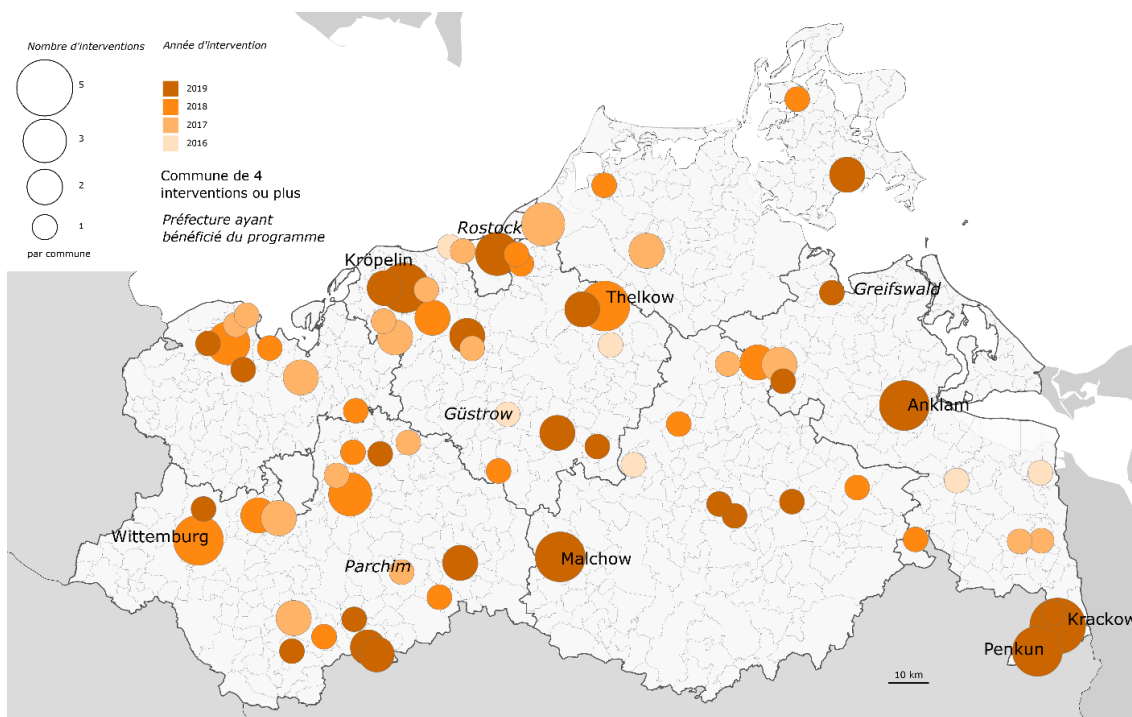 Nombre d'interventions
5
3
2
1
par commune
Année d'intervention
2019
2018
2017
2016
Commune de 4
interventions ou plus
Préfecture ayant
bénéficié du programme
Rostock
Kröpelin
Greifswald
Thelkow
Anklam
Güstrow
Wittemburg
Malchow
Parchim
Krackow
Penkun
10 km